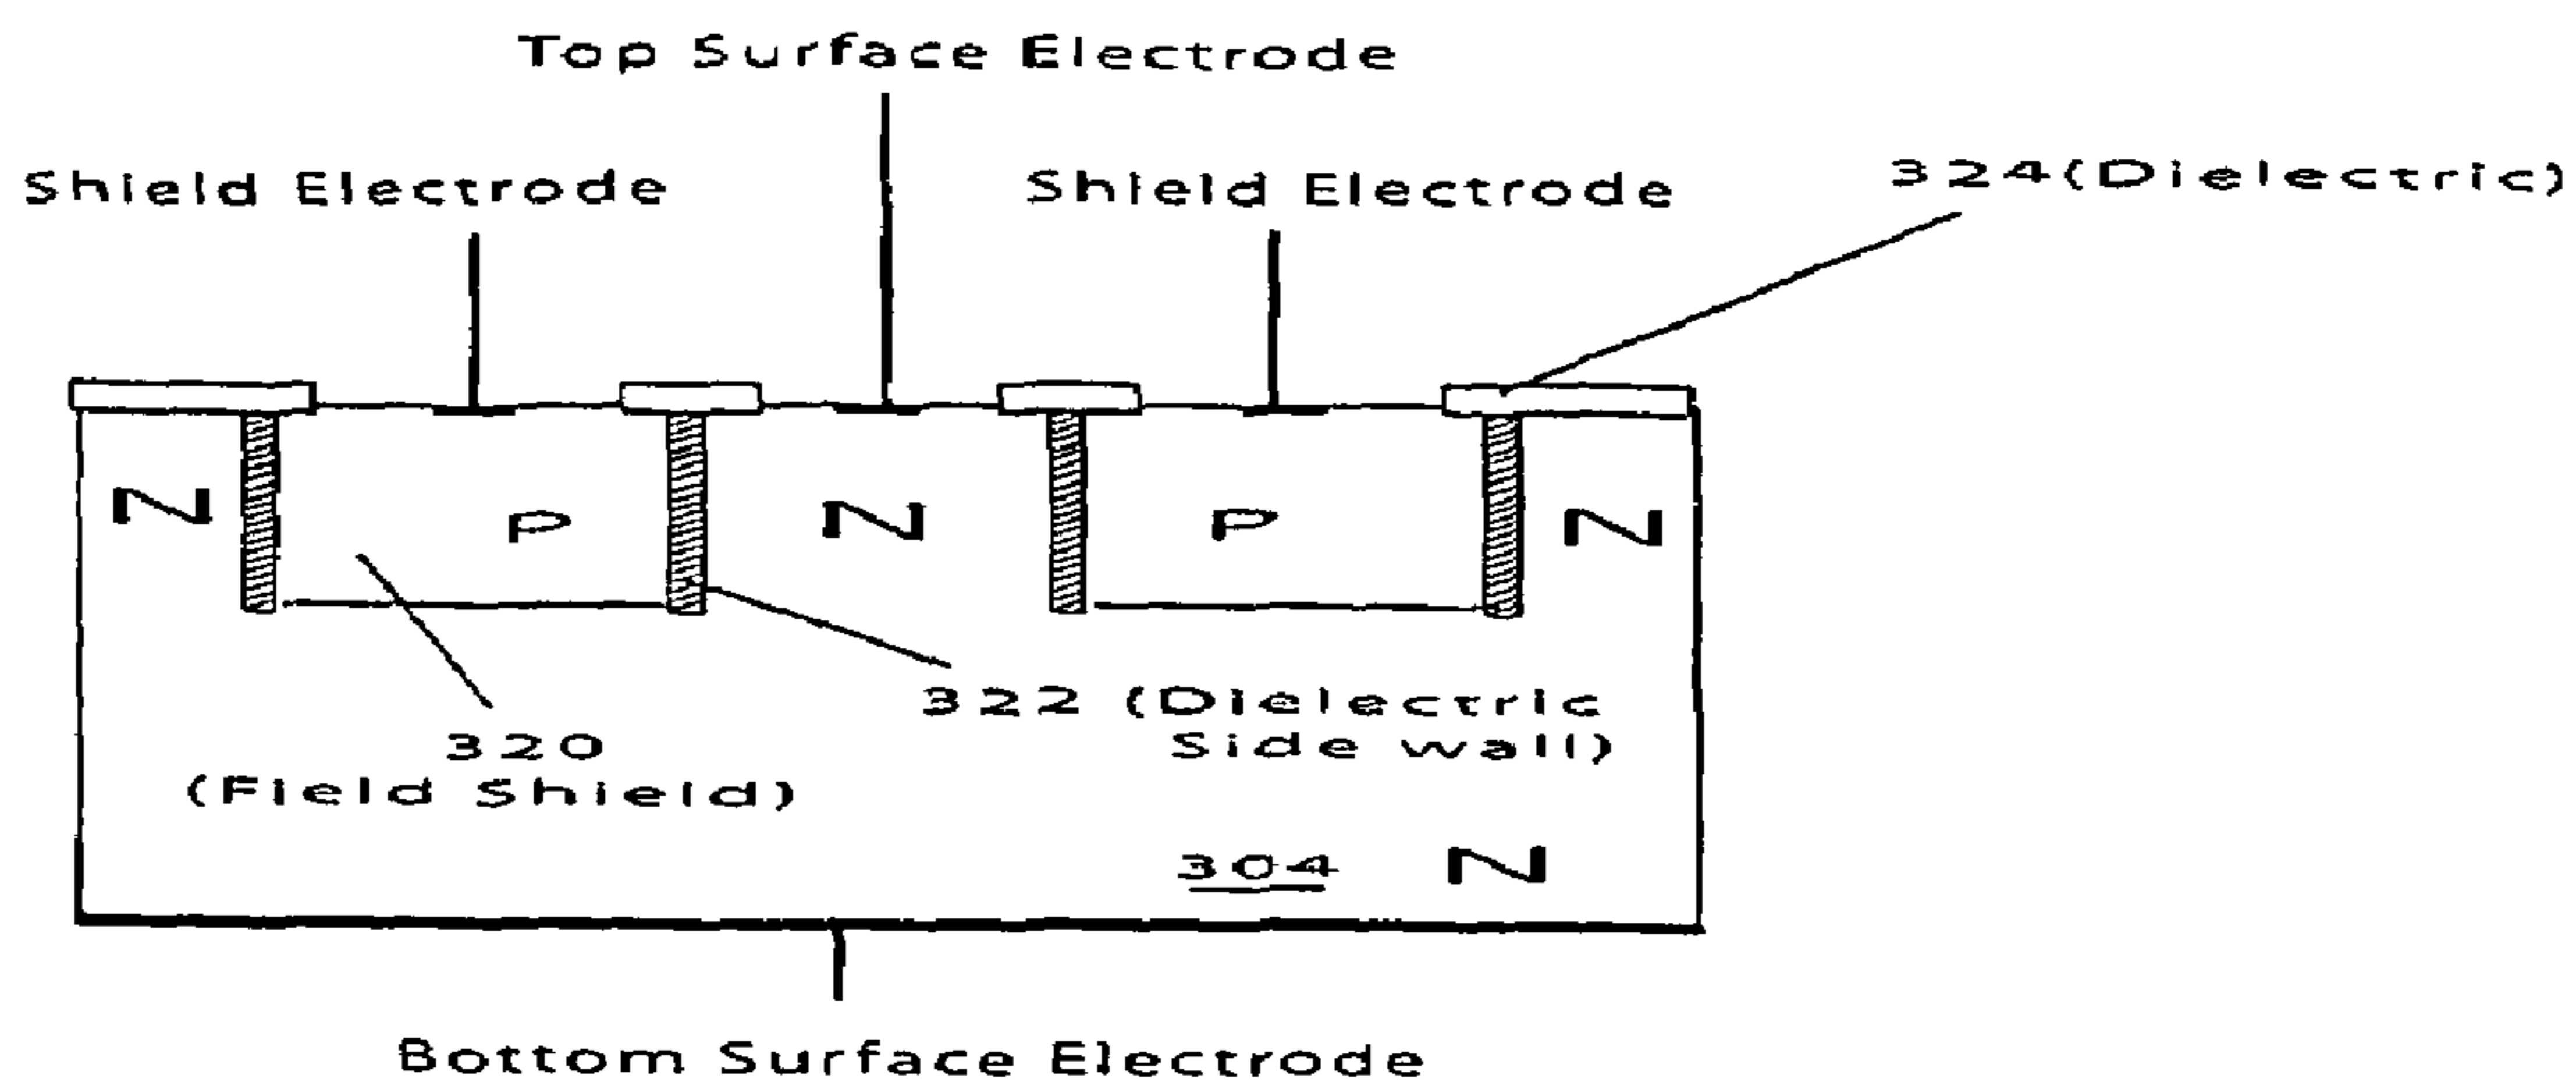 Top Surface Electrode
Shield Electrode
Shield Electrode
324(Dielectric)
N
P
N
P
N
322 (Dielectric
Side wall)
320
(Field Shield)
304
N
Bottom Surface Electrode